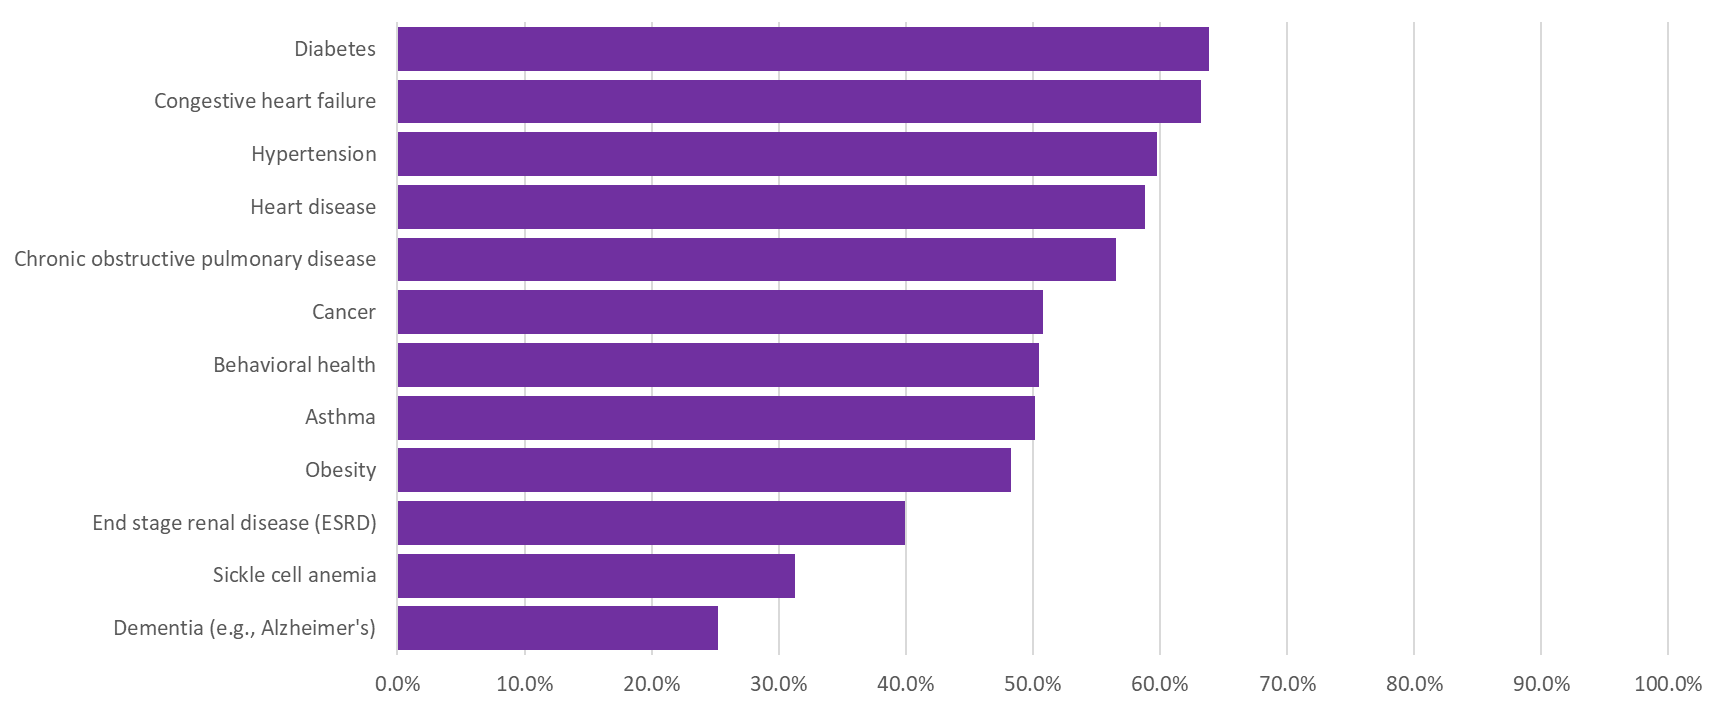 Diabetes
Congestive heart failure
Hypertension
Heart disease
Chronic obstructive pulmonary disease
Cancer
Behavioral health
Asthma
Obesity
End stage renal disease (ESRD)
Sickle cell anemia
Dementia (e.g., Alzheimer's)
0.0% 10.0% 20.0% 30.0% 40.0% 50.0% 60.0% 70.0% 80.0% 90.0% 100.0%